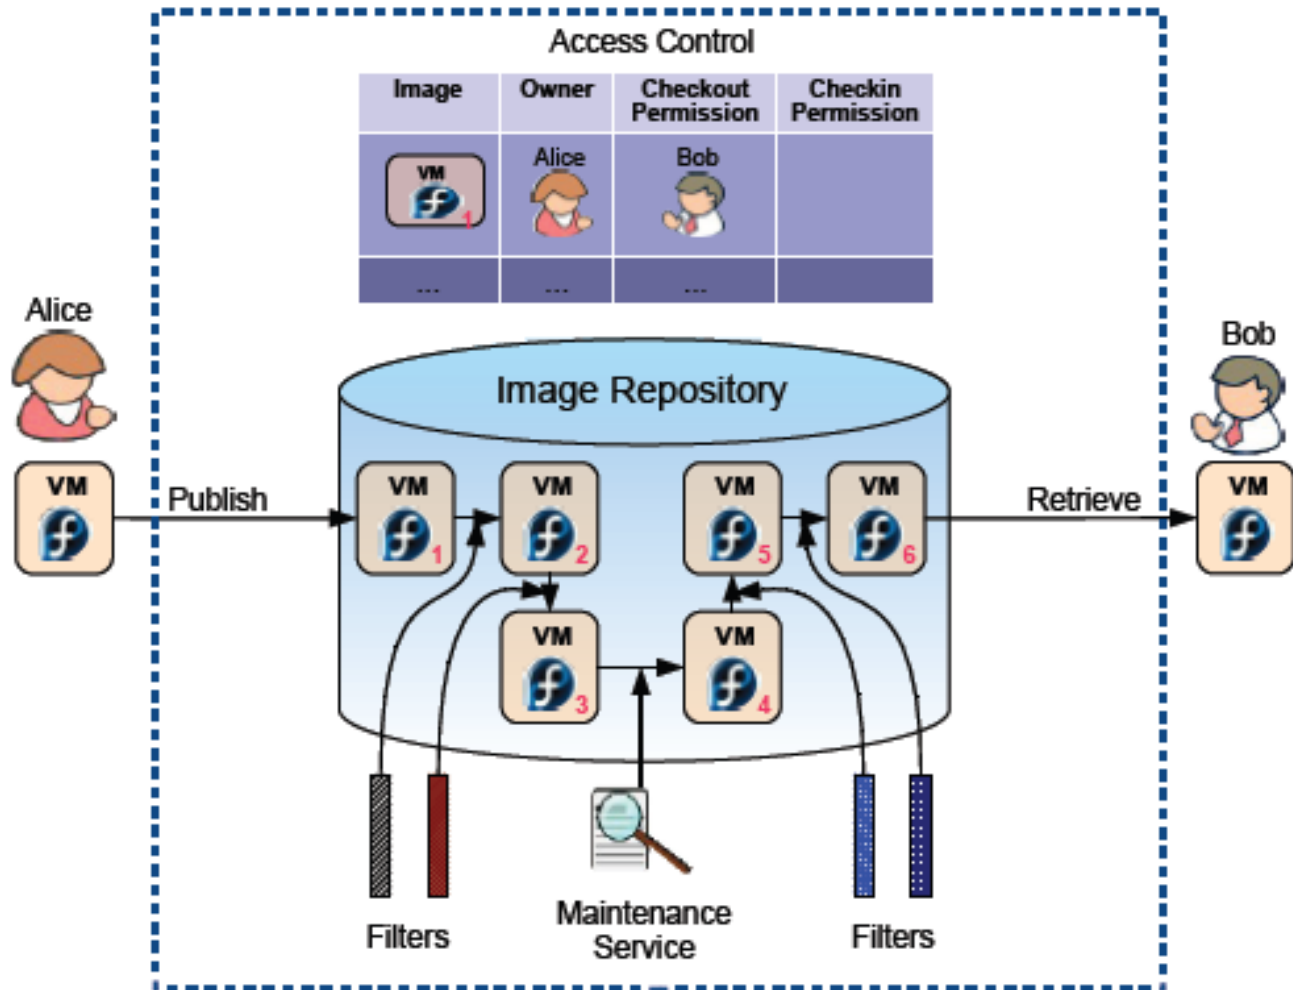 Access Control
Image Owner Checkout Permission Checkin Permission
VM 1 Alice Bob
... ... ...
Alice
Bob
Image Repository
VM
Publish
VM 1
VM 2
VM 5
VM 6
Retrieve
VM
VM 3
VM 4
Filters
Maintenance
Service
Filters